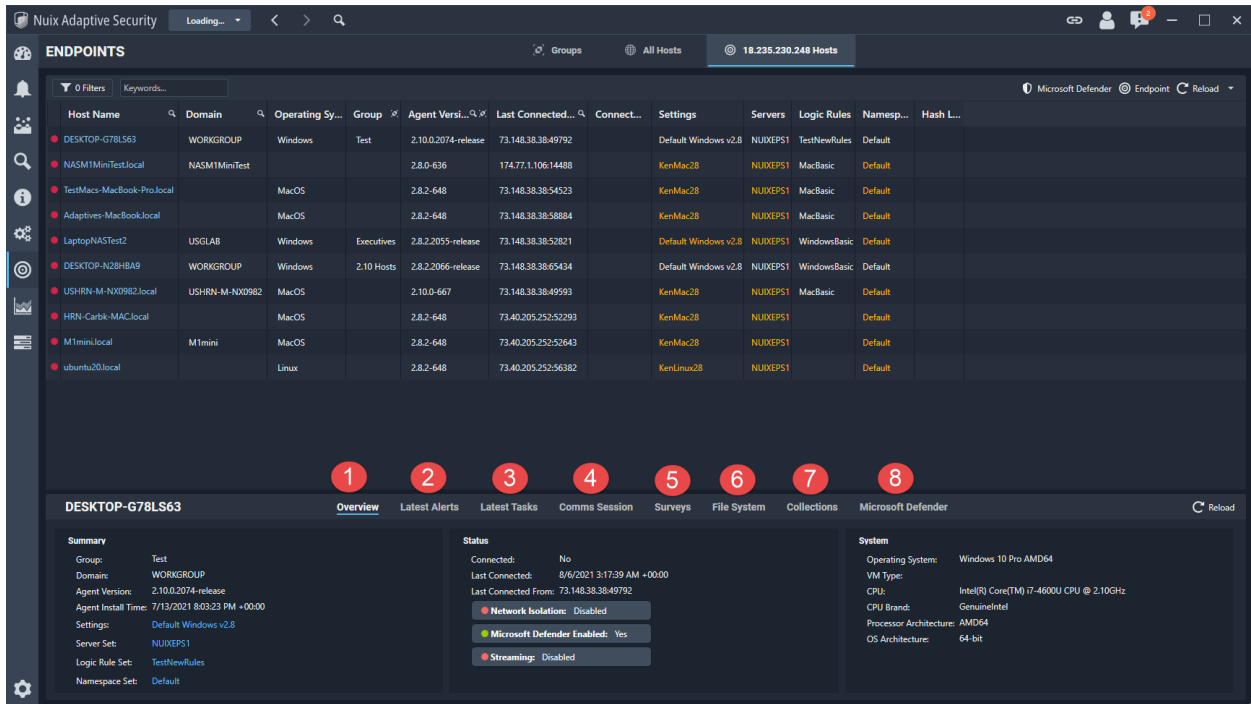 Nuix Adaptive Security Loading... 2
ENDPOINTS Groups All Hosts 18.235.230.248 Hosts
0 Filters Keywords... Microsoft Defender Endpoint Reload
Host Name Domain Operating Sy... Group Agent Versi... Last Connected... Connect... Settings Servers Logic Rules Namesp... Hash L...
DESKTOP-G78LS63 WORKGROUP Windows Test 2.10.0.2074-release 73.148.38.38:49792 Default Windows v2.8 NUIXEPS1 TestNewRules Default
NASM1MiniTest.local NASM1MiniTest 2.8.0-636 174.77.1.106:14488 KenMac28 NUIXEPS1 MacBasic Default
TestMacs-MacBook-Pro.local MacOS 2.8.2-648 73.148.38.38:54523 KenMac28 NUIXEPS1 MacBasic Default
Adaptives-MacBook.local MacOS 2.8.2-648 73.148.38.38:58884 KenMac28 NUIXEPS1 MacBasic Default
LaptopNASTest2 USGLAB Windows Executives 2.8.2.2055-release 73.148.38.38:52821 Default Windows v2.8 NUIXEPS1 WindowsBasic Default
DESKTOP-N28HBA9 WORKGROUP Windows 2.10 Hosts 2.8.2.2066-release 73.148.38.38:65434 Default Windows v2.8 NUIXEPS1 WindowsBasic Default
USHRN-M-NX0982.local USHRN-M-NX0982 MacOS 2.10.0-667 73.148.38.38:49593 KenMac28 NUIXEPS1 MacBasic Default
HRN-Carbk-MAC.local MacOS 2.8.2-648 73.40.205.252:52293 KenMac28 NUIXEPS1 Default
M1mini.local M1mini MacOS 2.8.2-648 73.40.205.252:52643 KenMac28 NUIXEPS1 Default
ubuntu20.local Linux 2.8.2-648 73.40.205.252:56382 KenLinux28 NUIXEPS1 Default
1 2 3 4 5 6 7 8
DESKTOP-G78LS63 Overview Latest Alerts Latest Tasks Comms Session Surveys File System Collections Microsoft Defender Reload
Summary Status System
Group: Test Connected: No Operating System: Windows 10 Pro AMD64
Domain: WORKGROUP Last Connected: 8/6/2021 3:17:39 AM +00:00 VM Type:
Agent Version: 2.10.0.2074-release Last Connected From: 73.148.38.38:49792 CPU: Intel(R) Core(TM) i7-4600U CPU @ 2.10GHz
Agent Install Time: 7/13/2021 8:03:23 PM +00:00 Network Isolation: Disabled CPU Brand: GenuineIntel
Settings: Default Windows v2.8 Processor Architecture: AMD64
Server Set: NUIXEPS1 Microsoft Defender Enabled: Yes OS Architecture: 64-bit
Logic Rule Set: TestNewRules Streaming: Disabled
Namespace Set: Default